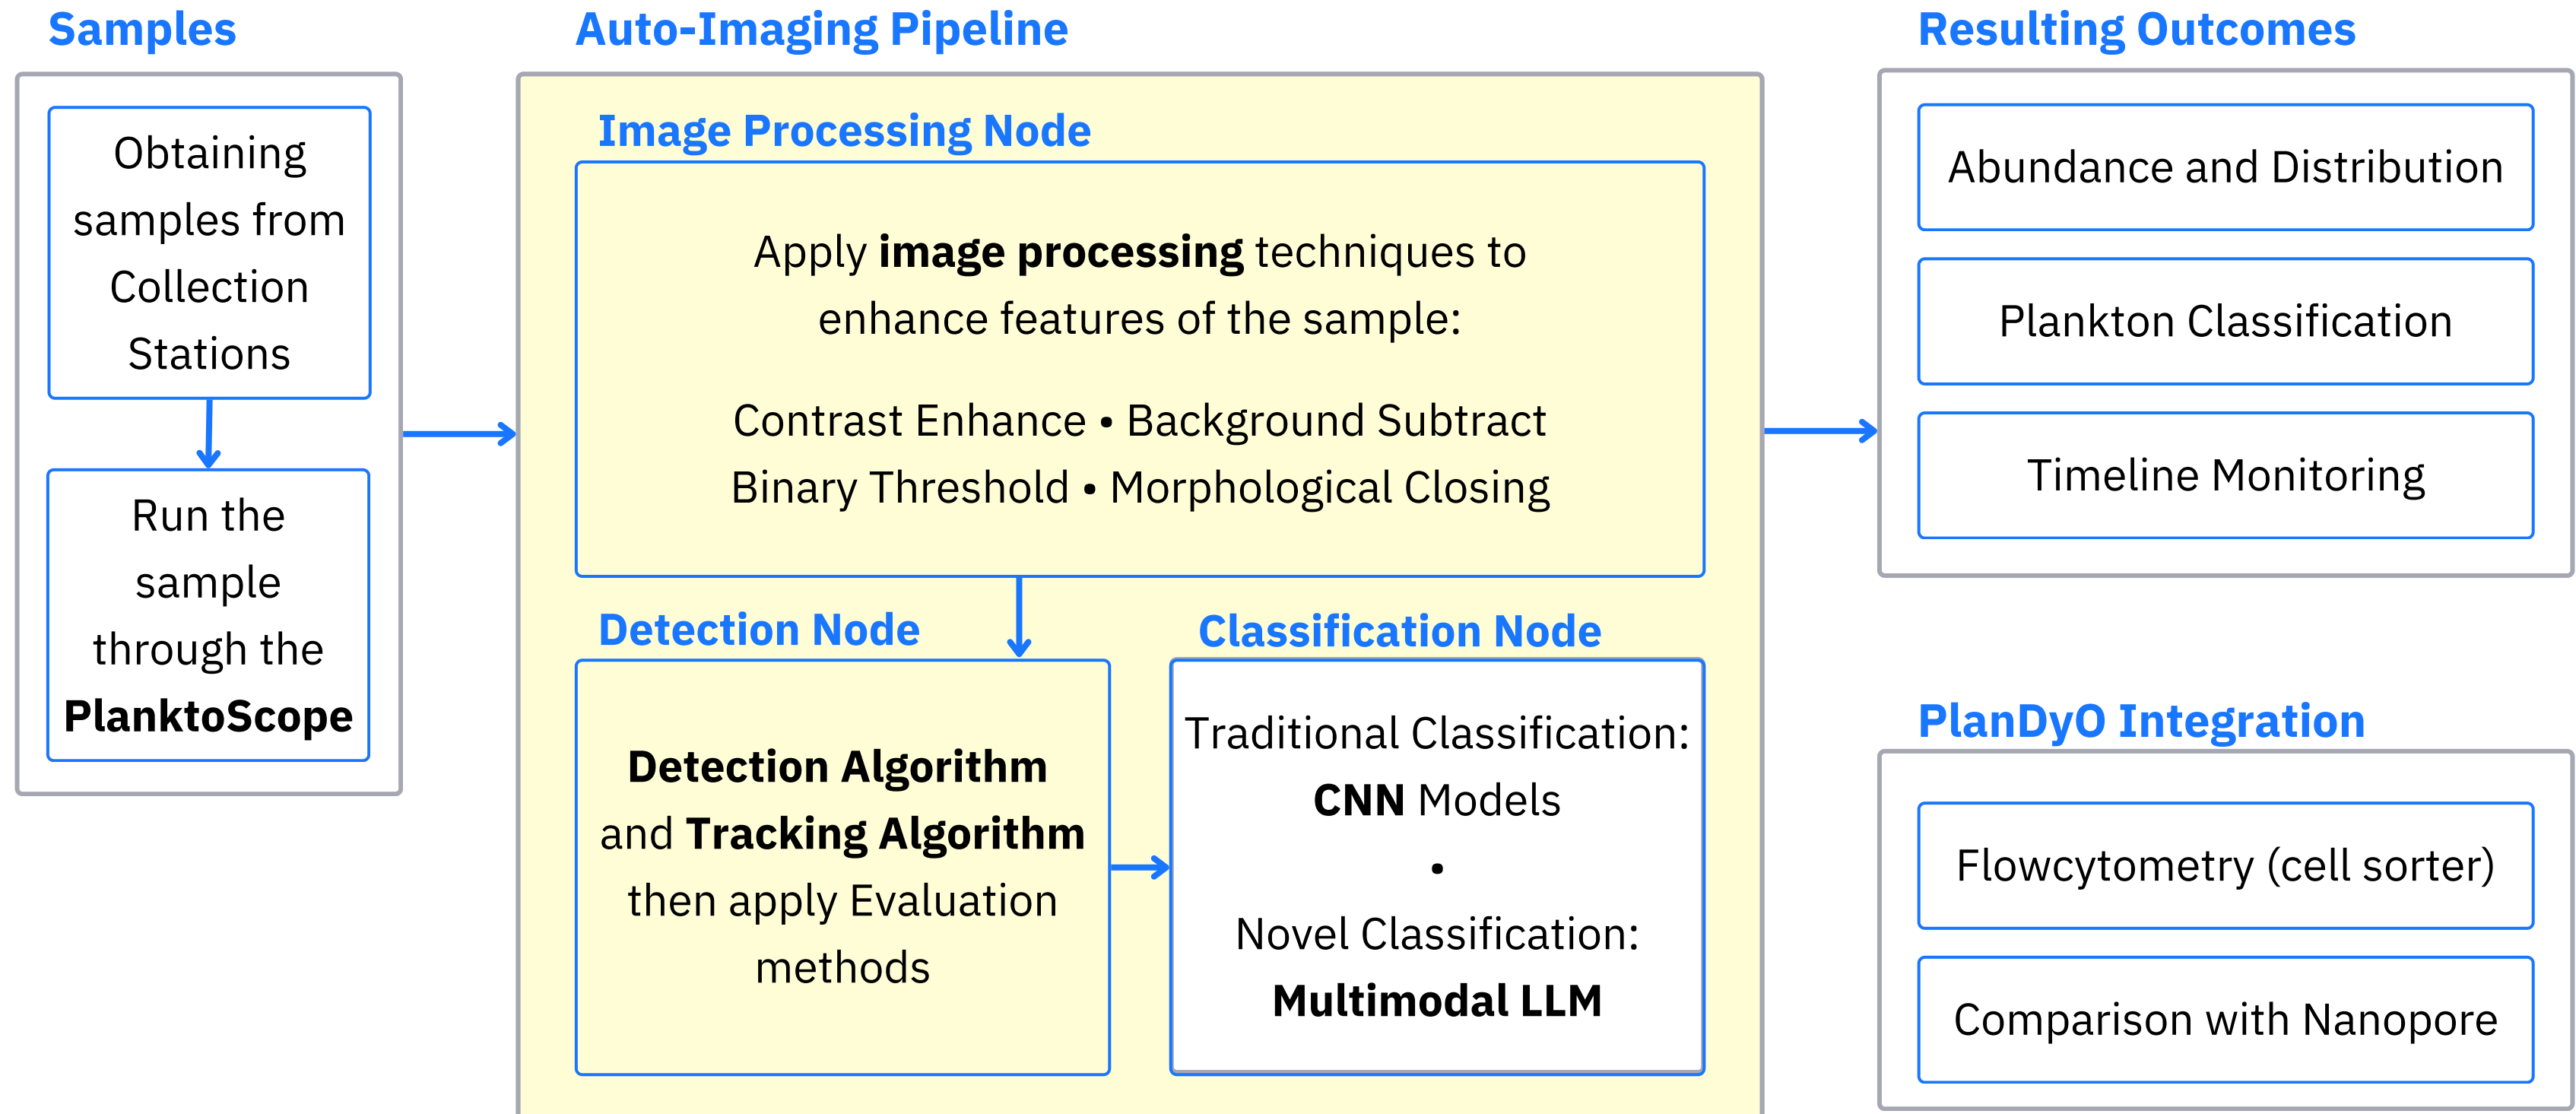 Samples
Obtaining
samples from
Collection
Stations
Run the
sample
through the
PlanktoScope
Auto-Imaging Pipeline
Image Processing Node
Apply image processing techniques to
enhance features of the sample:
Contrast Enhance • Background Subtract
Binary Threshold • Morphological Closing
Detection Node
Detection Algorithm
and Tracking Algorithm
then apply Evaluation
methods
Classification Node
Traditional Classification:
CNN Models
•
Novel Classification:
Multimodal LLM
Resulting Outcomes
Abundance and Distribution
Plankton Classification
Timeline Monitoring
PlanDyO Integration
Flowcytometry (cell sorter)
Comparison with Nanopore